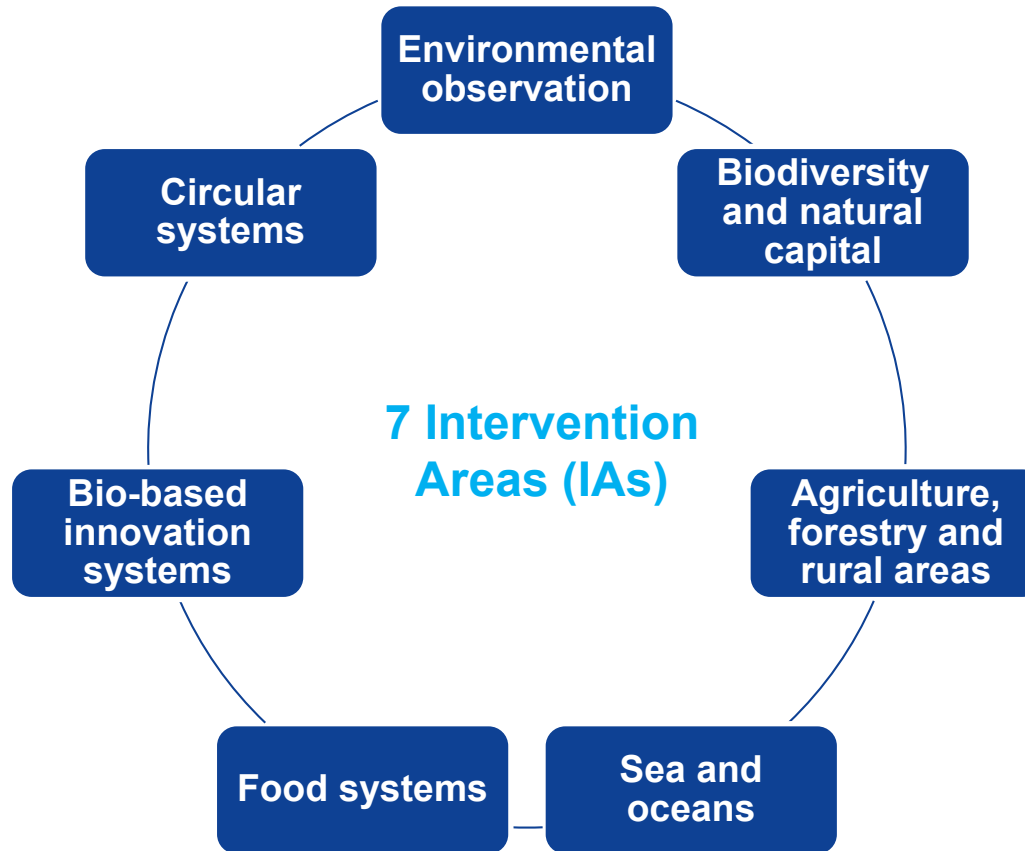 Environmental
observation
Biodiversity
and natural
capital
Agriculture,
forestry and
rural areas
Sea and
oceans
Food systems
Bio-based
innovation
systems
Circular
systems
7 Intervention
Areas (IAs)